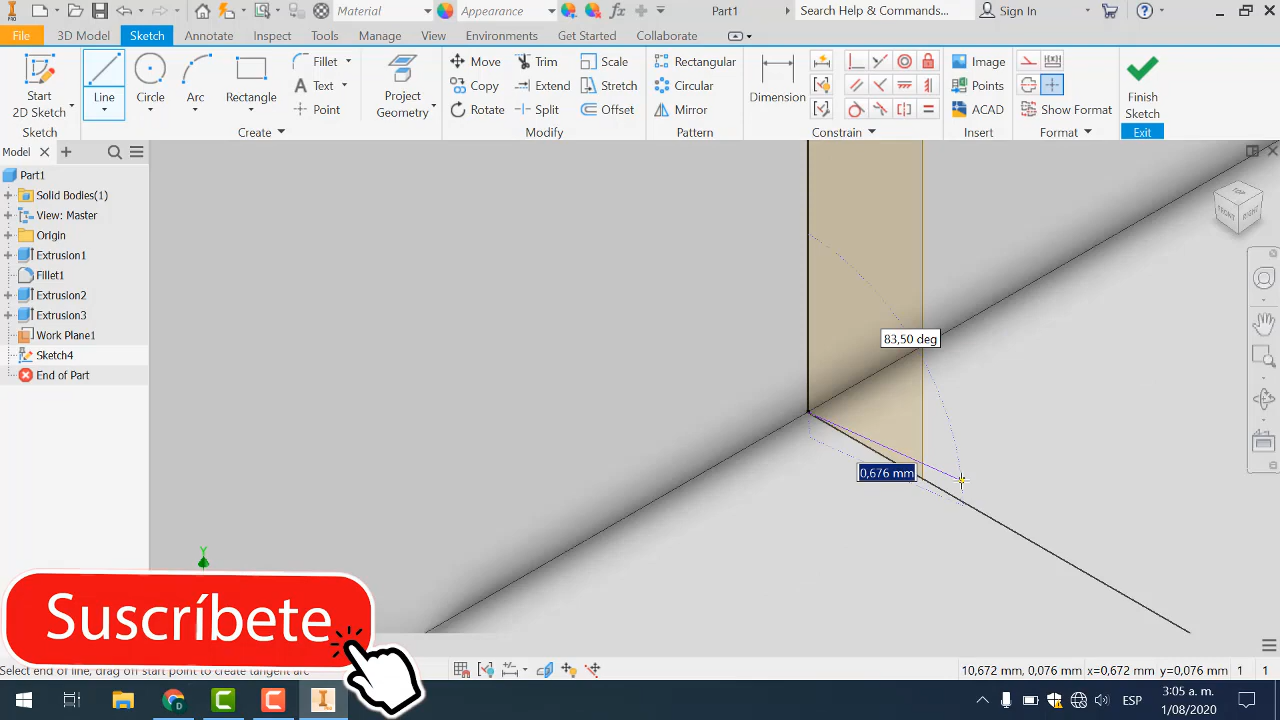 Material
Appearance
Part1
Search Help & Commands...
Sign In
File
3D Model
Sketch
Annotate
Inspect
Tools
Manage
View
Environments
Get Started
Collaborate
Start
2D Sketch
Line
Circle
Arc
Rectangle
Fillet
Text
Point
Project
Geometry
Move
Copy
Rotate
Trim
Extend
Split
Scale
Stretch
Offset
Rectangular
Circular
Mirror
Dimension
Image
Points
ACAD
Show Format
Finish
Sketch
Sketch
Create
Modify
Pattern
Constrain
Insert
Format
Exit
Model
Part1
Solid Bodies(1)
View: Master
Origin
Extrusion1
Fillet1
Extrusion2
Extrusion3
Work Plane1
Sketch4
End of Part
TOP
FRONT
RIGHT
83,50 deg
0,676 mm
Y
Suscríbete
Select end of line, drag off start point to create tangent arc
10,672 mm, 0,076 mm
x=0,672 mm
y=0,076 mm
1
1
ESP
3:05 a. m.
1/08/2020